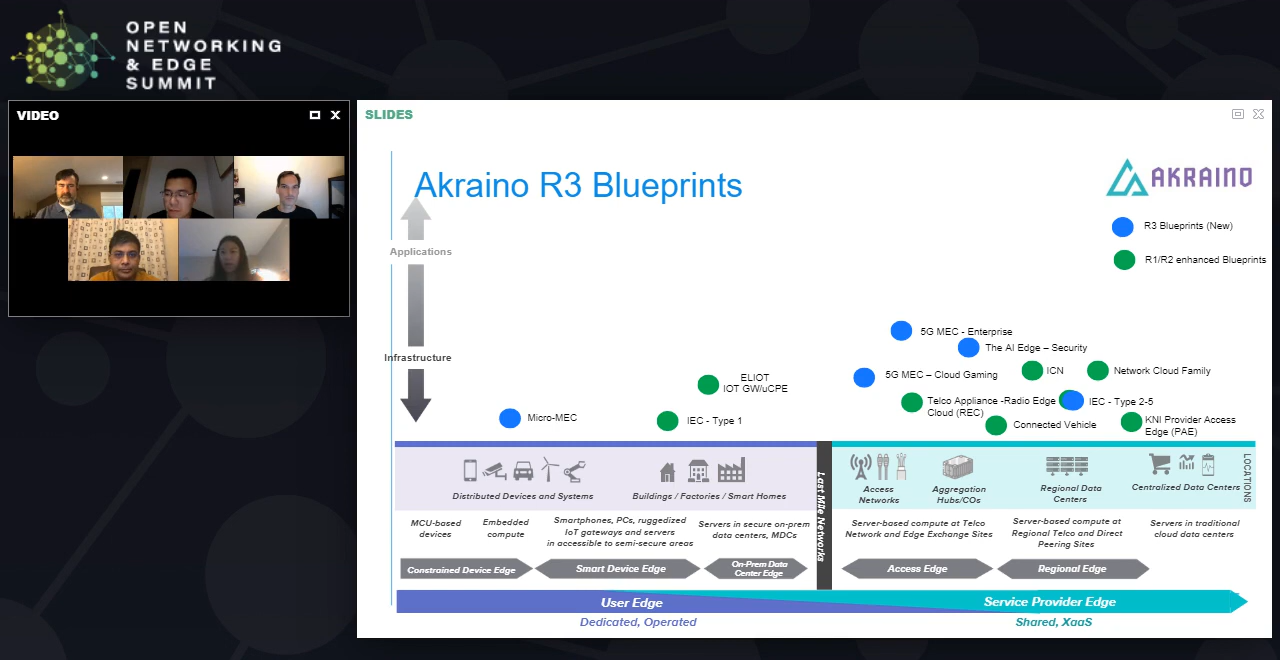 OPEN
NETWORKING
& EDGE
SUMMIT
VIDEO
SLIDES
Akraino R3 Blueprints
AKRAINO
R3 Blueprints (New)
R1/R2 enhanced Blueprints
Applications
Infrastructure
5G MEC - Enterprise
The AI Edge – Security
5G MEC – Cloud Gaming
ICN
Network Cloud Family
ELIOT
IOT GW/uCPE
Telco Appliance -Radio Edge
Cloud (REC)
IEC - Type 2-5
Micro-MEC
IEC - Type 1
Connected Vehicle
KNI Provider Access
Edge (PAE)
Distributed Devices and Systems
Buildings / Factories / Smart Homes
Last Mile Networks
Access
Networks
Aggregation
Hubs/COs
Regional Data
Centers
Centralized Data Centers
LOCATIONS
MCU-based
devices
Embedded
compute
Smartphones, PCs, ruggedized
IoT gateways and servers
in accessible to semi-secure areas
Servers in secure on-prem
data centers, MDCs
Server-based compute at Telco
Network and Edge Exchange Sites
Server-based compute at
Regional Telco and Direct
Peering Sites
Servers in traditional
cloud data centers
Constrained Device Edge
Smart Device Edge
On-Prem Data
Center Edge
Access Edge
Regional Edge
User Edge
Service Provider Edge
Dedicated, Operated
Shared, XaaS